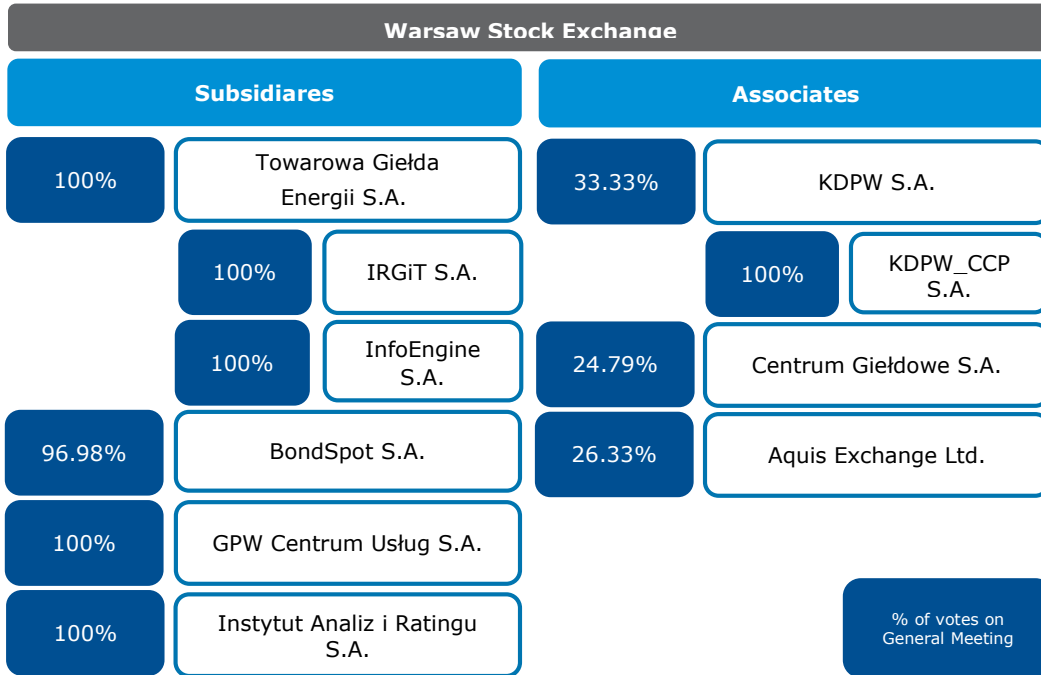 Warsaw Stock Exchange
Subsidiares
Associates
100%
Towarowa Giełda
Energii S.A.
33.33%
KDPW S.A.
100%
IRGiT S.A.
100%
KDPW_CCP
S.A.
100%
InfoEngine
S.A.
24.79%
Centrum Giełdowe S.A.
96.98%
BondSpot S.A.
26.33%
Aquis Exchange Ltd.
100%
GPW Centrum Usług S.A.
100%
Instytut Analiz i Ratingu
S.A.
% of votes on
General Meeting